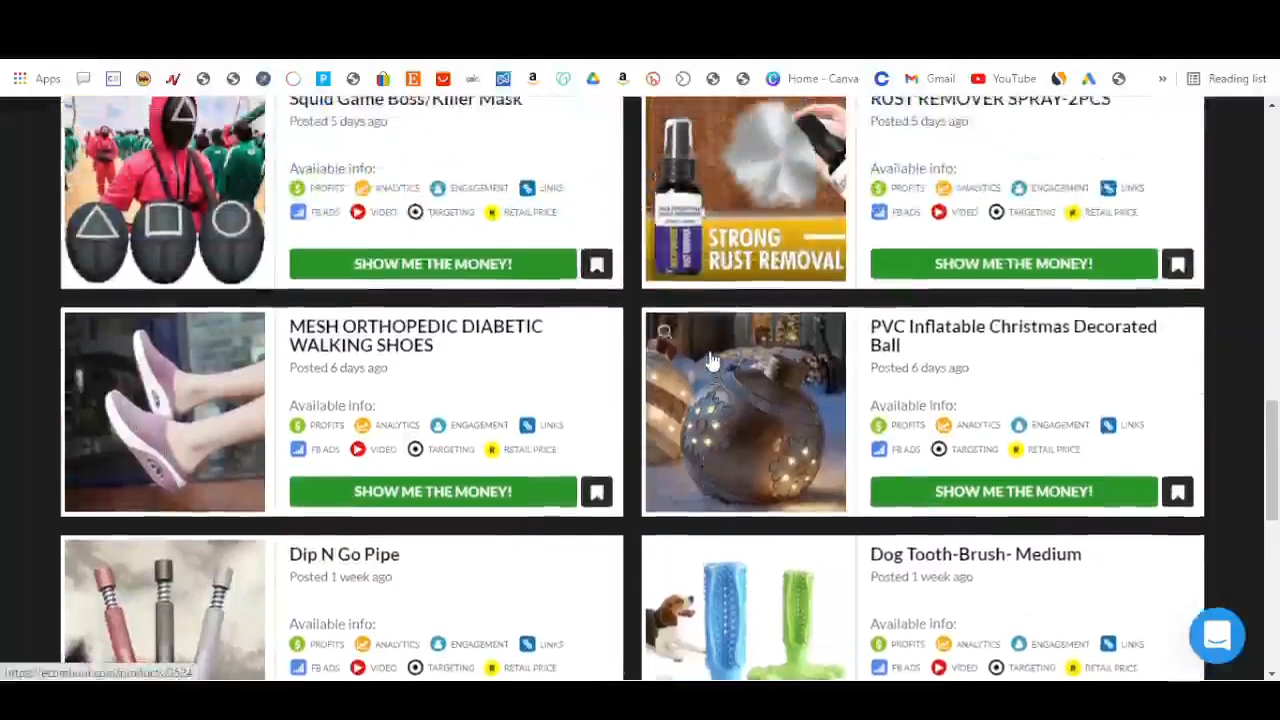 Apps
Home - Canva
Gmail
YouTube
»
Reading list
Squid Game Boss/Killer Mask
Posted 5 days ago
Available info:
PROFITS ANALYTICS ENGAGEMENT LINKS
FB ADS VIDEO TARGETING RETAIL PRICE
SHOW ME THE MONEY!
RUST REMOVER SPRAY-2PCS
Posted 5 days ago
Available info:
PROFITS ANALYTICS ENGAGEMENT LINKS
FB ADS VIDEO TARGETING RETAIL PRICE
SHOW ME THE MONEY!
STRONG
RUST REMOVAL
MESH ORTHOPEDIC DIABETIC
WALKING SHOES
Posted 6 days ago
Available info:
PROFITS ANALYTICS ENGAGEMENT LINKS
FB ADS VIDEO TARGETING RETAIL PRICE
SHOW ME THE MONEY!
PVC Inflatable Christmas Decorated
Ball
Posted 6 days ago
Available info:
PROFITS ANALYTICS ENGAGEMENT LINKS
FB ADS TARGETING RETAIL PRICE
SHOW ME THE MONEY!
Dip N Go Pipe
Posted 1 week ago
Available info:
PROFITS ANALYTICS ENGAGEMENT LINKS
FB ADS VIDEO TARGETING RETAIL PRICE
Dog Tooth-Brush- Medium
Posted 1 week ago
Available info:
PROFITS ANALYTICS ENGAGEMENT LINKS
FB ADS VIDEO TARGETING RETAIL PRICE